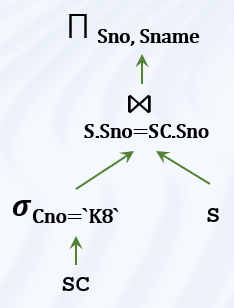 ∏ Sno, Sname
⋈
S.Sno=SC.Sno
σ Cno=`K8`
S
SC